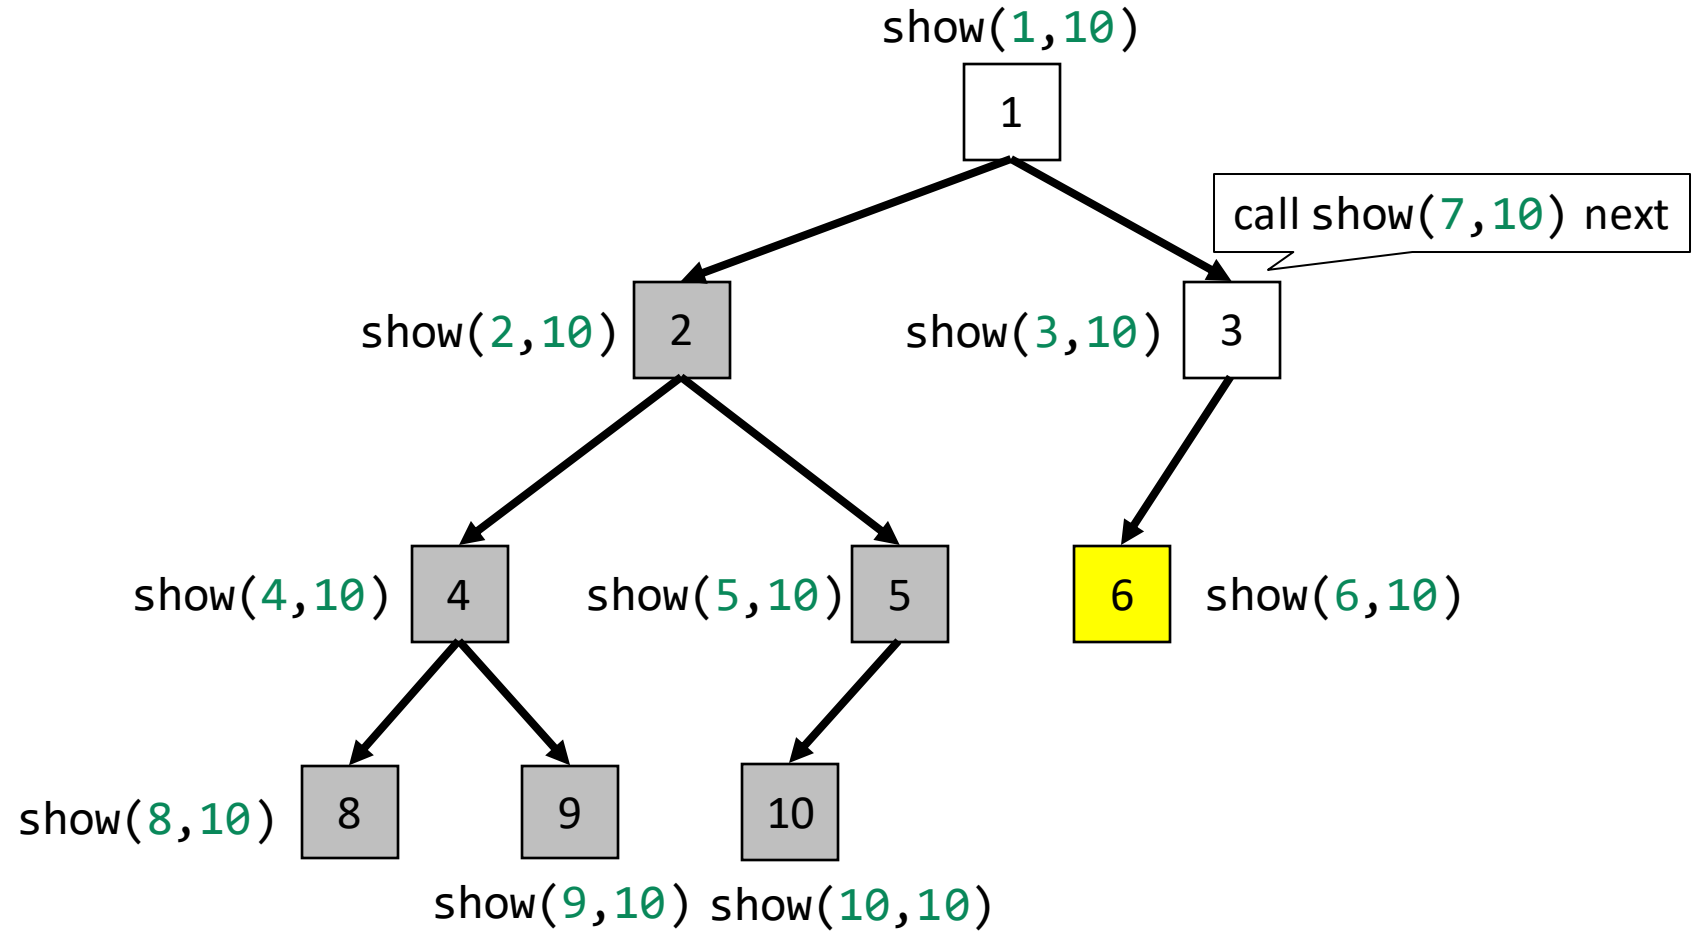 show(1,10)
1
call show(7,10) next
show(2,10)
2
show(3,10)
3
show(4,10)
4
show(5,10)
5
6
show(6,10)
show(8,10)
8
9
10
show(9,10)
show(10,10)